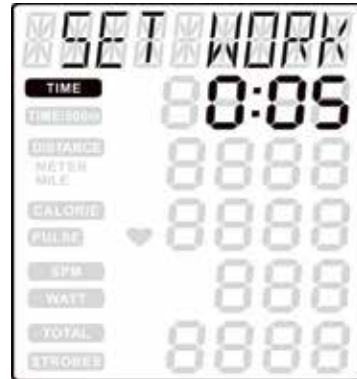 SET WORK
TIME 0:05
TIME/500m
DISTANCE
METER
MILE
CALORIE
PULSE
SPM
WATT
TOTAL
STROKES